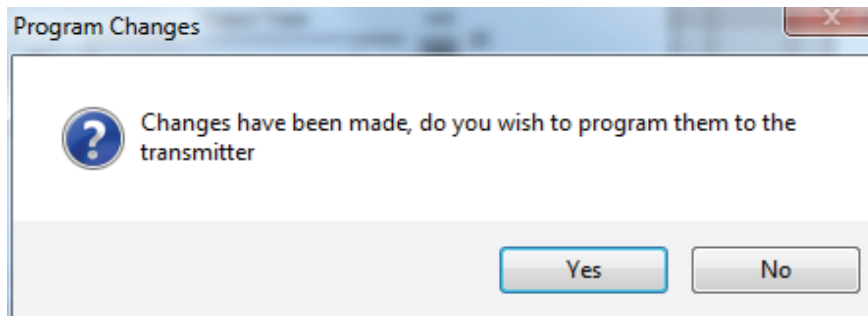 Program Changes
Changes have been made, do you wish to program them to the
transmitter
Yes
No